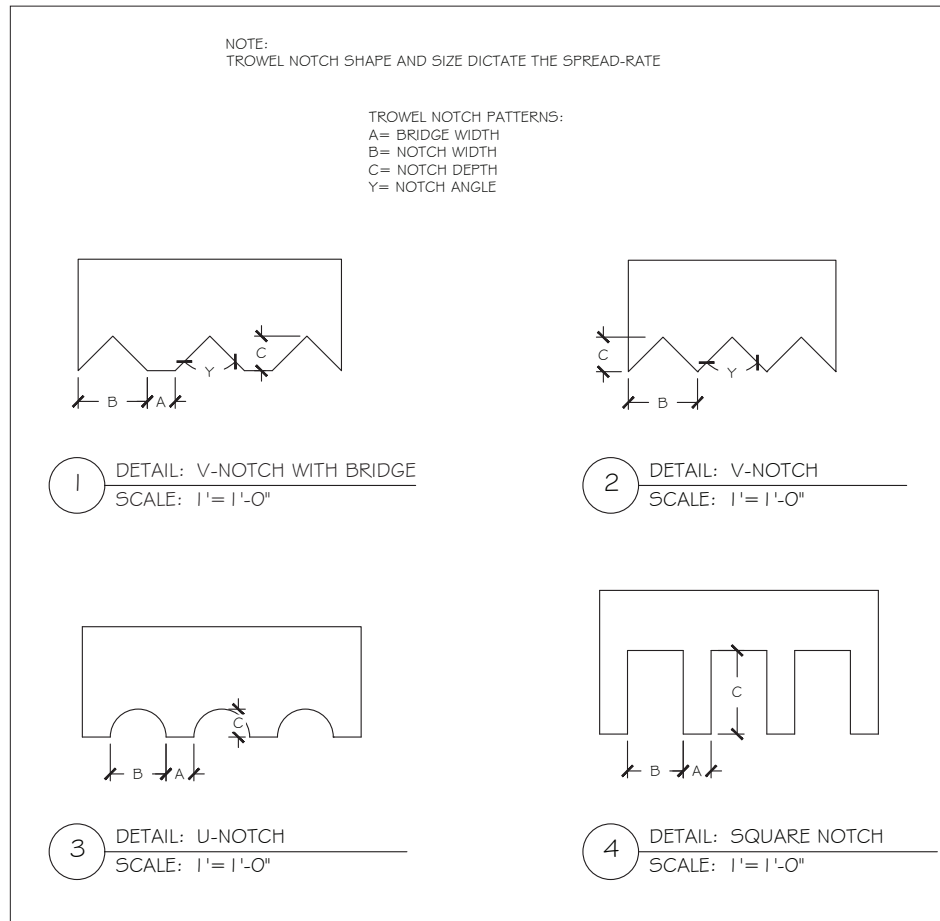 NOTE:
TROWEL NOTCH SHAPE AND SIZE DICTATE THE SPREAD-RATE
TROWEL NOTCH PATTERNS:
A= BRIDGE WIDTH
B= NOTCH WIDTH
C= NOTCH DEPTH
Y= NOTCH ANGLE
C
Y
B
A
1
DETAIL: V-NOTCH WITH BRIDGE
SCALE: 1'=1'-0"
C
Y
B
2
DETAIL: V-NOTCH
SCALE: 1'=1'-0"
C
B
A
3
DETAIL: U-NOTCH
SCALE: 1'=1'-0"
C
B
A
4
DETAIL: SQUARE NOTCH
SCALE: 1'=1'-0"